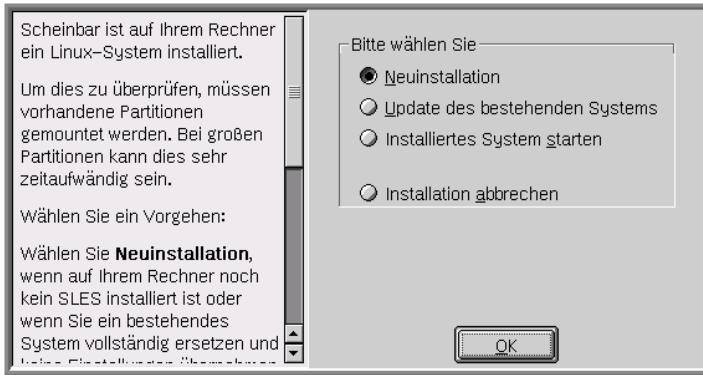 Scheinbar ist auf Ihrem Rechner
ein Linux-System installiert.
Um dies zu überprüfen, müssen
vorhandene Partitionen
gemountet werden. Bei großen
Partitionen kann dies sehr
zeitaufwändig sein.
Wählen Sie ein Vorgehen:
Wählen Sie Neuinstallation,
wenn auf Ihrem Rechner noch
kein SLES installiert ist oder
wenn Sie ein bestehendes
System vollständig ersetzen und
Bitte wählen Sie
Neuinstallation
Update des bestehenden Systems
Installiertes System starten
Installation abbrechen
OK